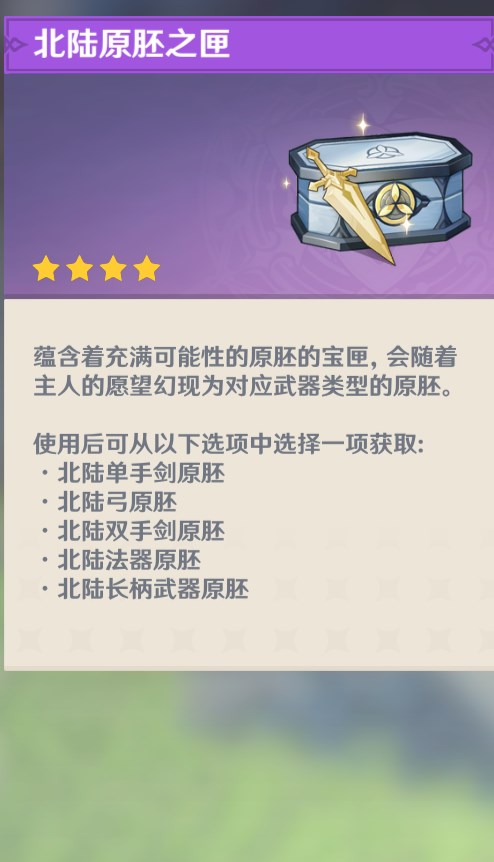 北陆原胚之匣
蕴含着充满可能性的原胚的宝匣，会随着
主人的愿望幻现为对应武器类型的原胚。
使用后可从以下选项中选择一项获取:
·北陆单手剑原胚
·北陆弓原胚
·北陆双手剑原胚
·北陆法器原胚
·北陆长柄武器原胚